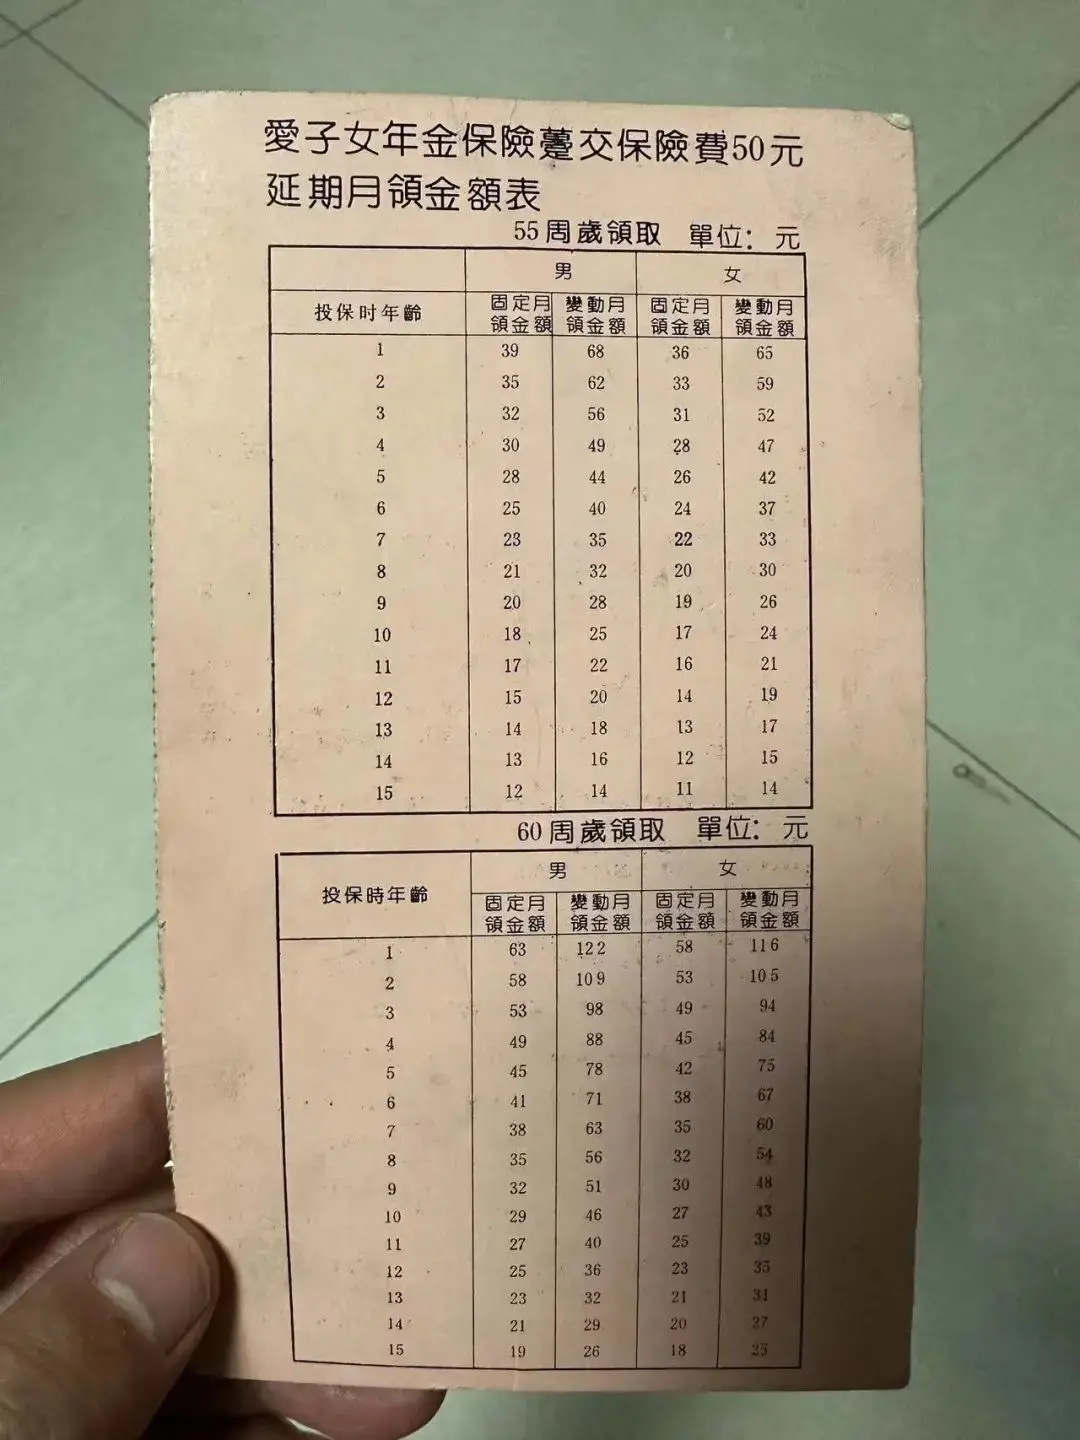 愛子女年金保險躉交保險費50元
延期月領金額表
55周歲領取 單位：元
男 女
投保时年齡 固定月領金額 變動月領金額 固定月領金額 變動月領金額
1 39 68 36 65
2 35 62 33 59
3 32 56 31 52
4 30 49 28 47
5 28 44 26 42
6 25 40 24 37
7 23 35 22 33
8 21 32 20 30
9 20 28 19 26
10 18 25 17 24
11 17 22 16 21
12 15 20 14 19
13 14 18 13 17
14 13 16 12 15
15 12 14 11 14
60周歲領取 單位：元
男 女
投保時年齡 固定月領金額 變動月領金額 固定月領金額 變動月領金額
1 63 122 58 116
2 58 109 53 105
3 53 98 49 94
4 49 88 45 84
5 45 78 42 75
6 41 71 38 67
7 38 63 35 60
8 35 56 32 54
9 32 51 30 48
10 29 46 27 43
11 27 40 25 39
12 25 36 23 35
13 23 32 21 31
14 21 29 20 27
15 19 26 18 25